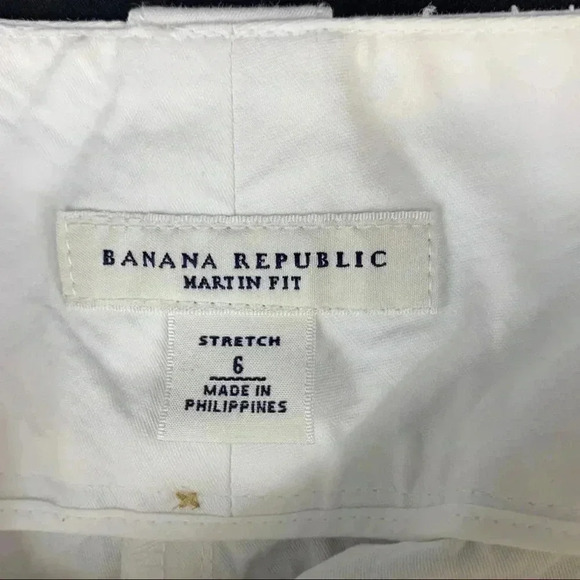 BANANA REPUBLIC
MARTIN FIT
STRETCH
6
MADE IN
PHILIPPINES